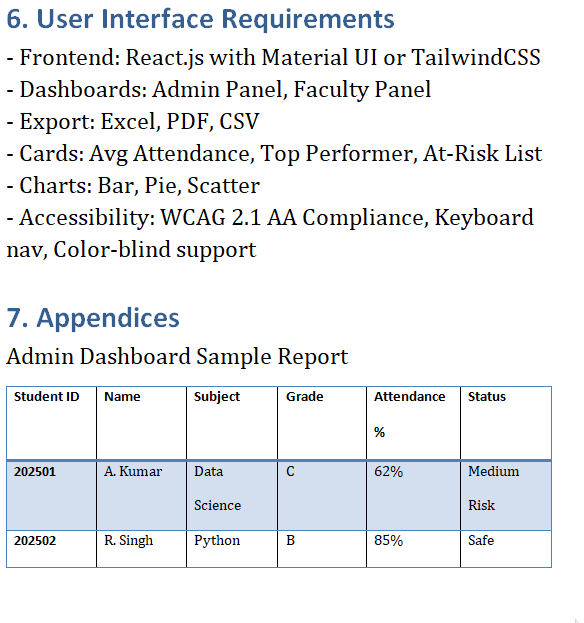 6. User Interface Requirements
- Frontend: React.js with Material UI or TailwindCSS
- Dashboards: Admin Panel, Faculty Panel
- Export: Excel, PDF, CSV
- Cards: Avg Attendance, Top Performer, At-Risk List
- Charts: Bar, Pie, Scatter
- Accessibility: WCAG 2.1 AA Compliance, Keyboard
nav, Color-blind support
7. Appendices
Admin Dashboard Sample Report
Student ID Name Subject Grade Attendance Status
%
202501 A. Kumar Data C 62% Medium
Science Risk
202502 R. Singh Python B 85% Safe